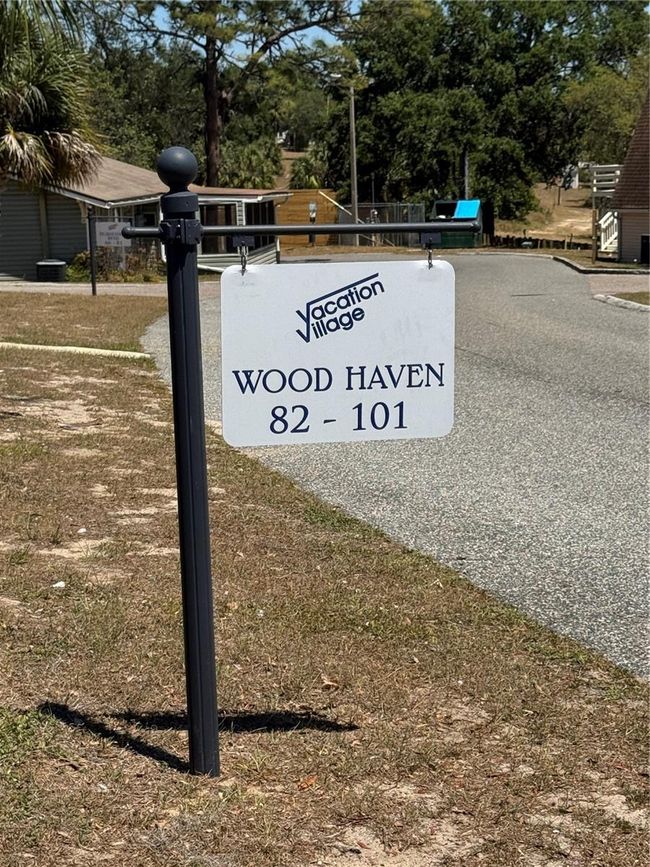 Vacation
Village
WOOD HAVEN
82 - 101